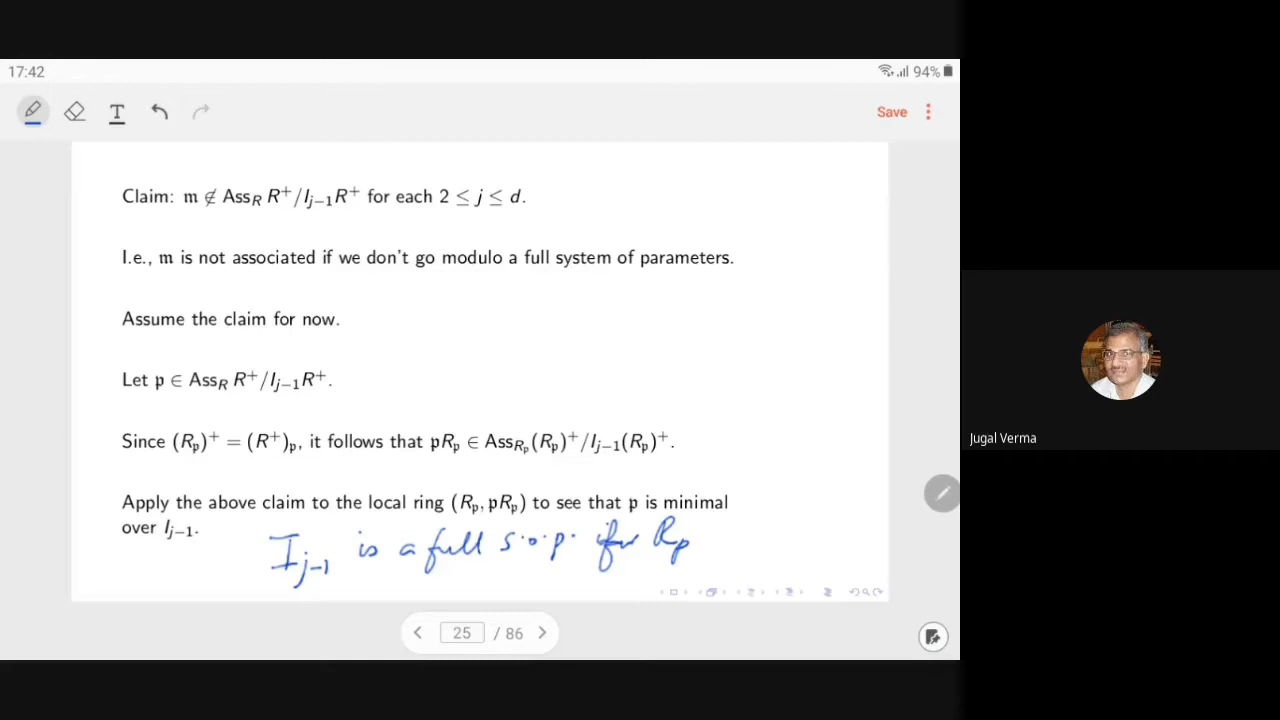 17:42
94%
T
Save
Claim: 𝔪 ∉ Ass_R R⁺/I_{j−1}R⁺ for each 2 ≤ j ≤ d.
I.e., 𝔪 is not associated if we don't go modulo a full system of parameters.
Assume the claim for now.
Let 𝔭 ∈ Ass_R R⁺/I_{j−1}R⁺.
Since (R_𝔭)⁺ = (R⁺)_𝔭, it follows that 𝔭R_𝔭 ∈ Ass_{R_𝔭}(R_𝔭)⁺/I_{j−1}(R_𝔭)⁺.
Apply the above claim to the local ring (R_𝔭, 𝔭R_𝔭) to see that 𝔭 is minimal
over I_{j−1}.
I_{j−1} is a full s.o.p. for R_p
25 / 86
Jugal Verma